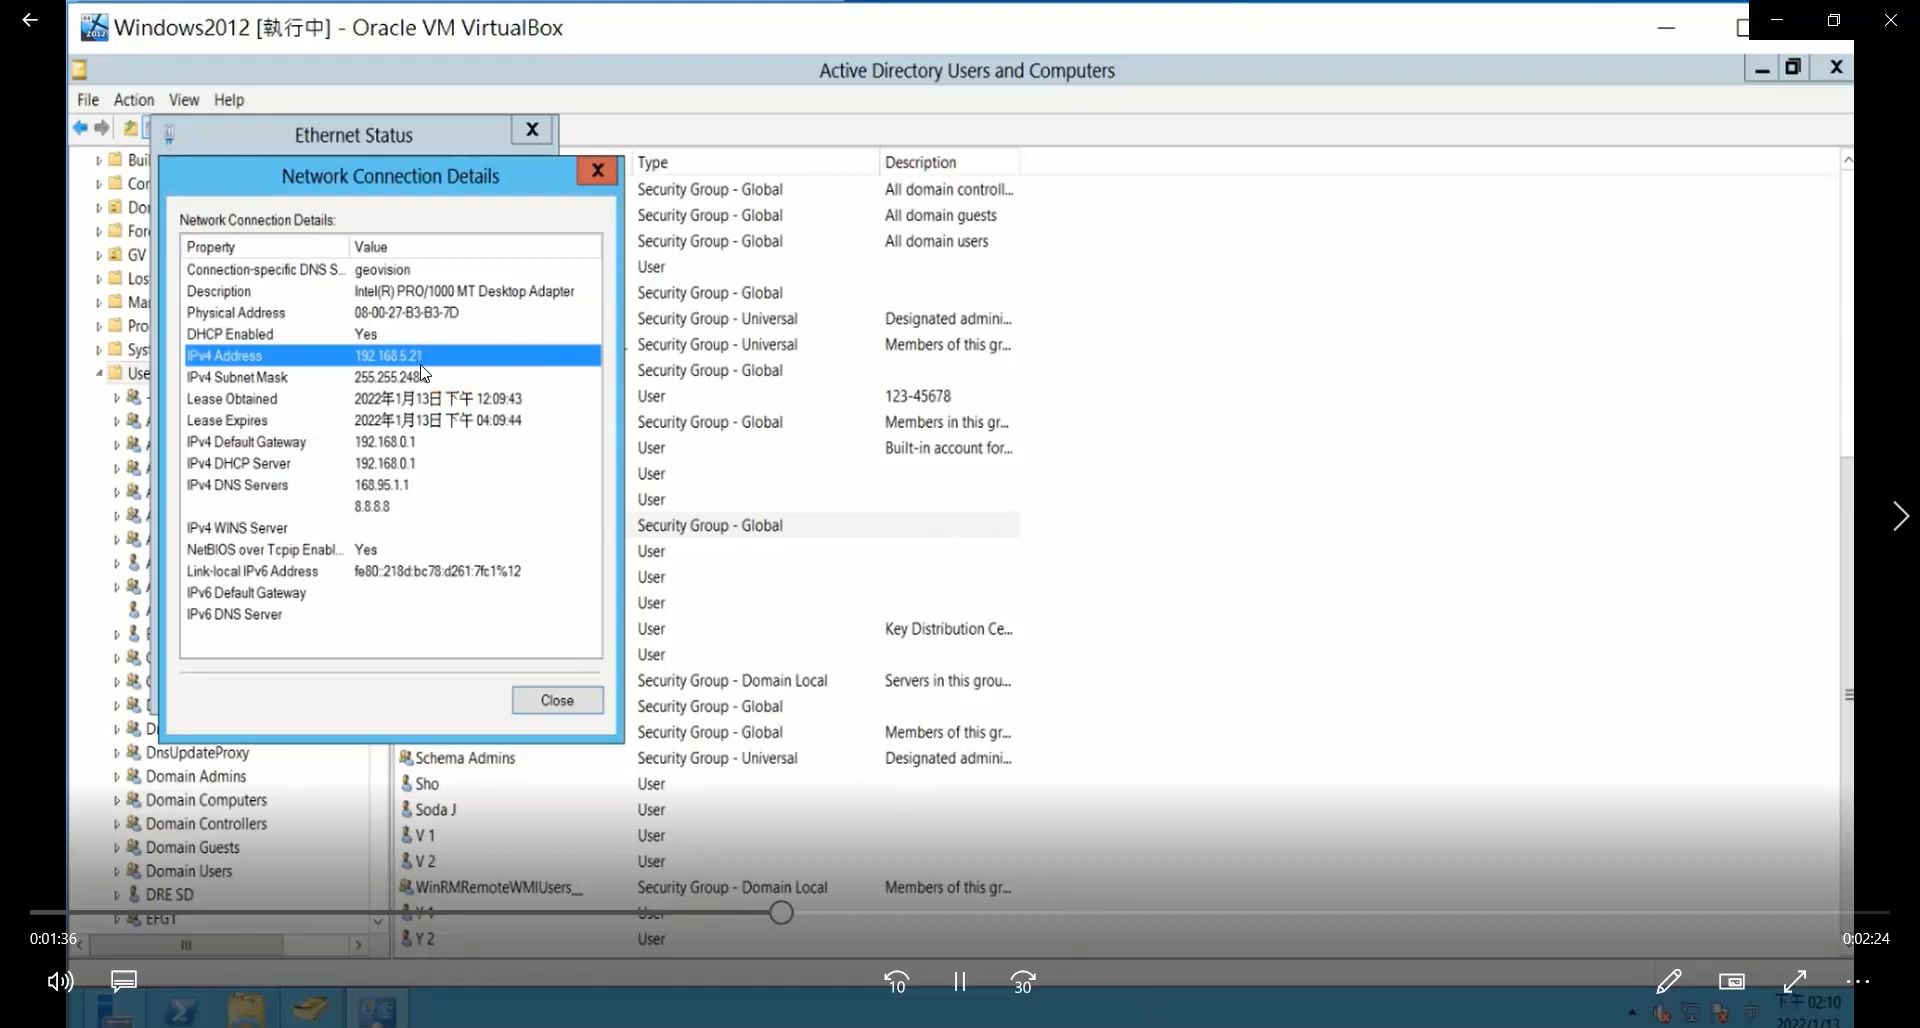 Windows2012 [執行中] - Oracle VM VirtualBox
Active Directory Users and Computers
File Action View Help
Ethernet Status
Network Connection Details
Network Connection Details:
Property Value
Connection-specific DNS S... geovision
Description Intel(R) PRO/1000 MT Desktop Adapter
Physical Address 08-00-27-B3-B3-7D
DHCP Enabled Yes
IPv4 Address 192.168.5.21
IPv4 Subnet Mask 255.255.248
Lease Obtained 2022年1月13日 下午 12:09:43
Lease Expires 2022年1月13日 下午 04:09:44
IPv4 Default Gateway 192.168.0.1
IPv4 DHCP Server 192.168.0.1
IPv4 DNS Servers 168.95.1.1
8.8.8.8
IPv4 WINS Server
NetBIOS over Tcpip Enabl... Yes
Link-local IPv6 Address fe80::218d:bc78:d261:7fc1%12
IPv6 Default Gateway
IPv6 DNS Server
Close
Type Description
Security Group - Global All domain controll...
Security Group - Global All domain guests
Security Group - Global All domain users
User
Security Group - Global
Security Group - Universal Designated admini...
Security Group - Universal Members of this gr...
Security Group - Global
User 123-45678
Security Group - Global Members in this gr...
User Built-in account for...
User
User
Security Group - Global
User
User
User
User Key Distribution Ce...
User
Security Group - Domain Local Servers in this grou...
Security Group - Global
Security Group - Global Members of this gr...
Schema Admins Security Group - Universal Designated admini...
Sho User
Soda J User
V 1 User
V 2 User
WinRMRemoteWMIUsers__ Security Group - Domain Local Members of this gr...
Y 1 User
Y 2 User
GV
DnsUpdateProxy
Domain Admins
Domain Computers
Domain Controllers
Domain Guests
Domain Users
DRE SD
EFGT
0:01:36
0:02:24
10
30
下午 02:10
2022/1/13